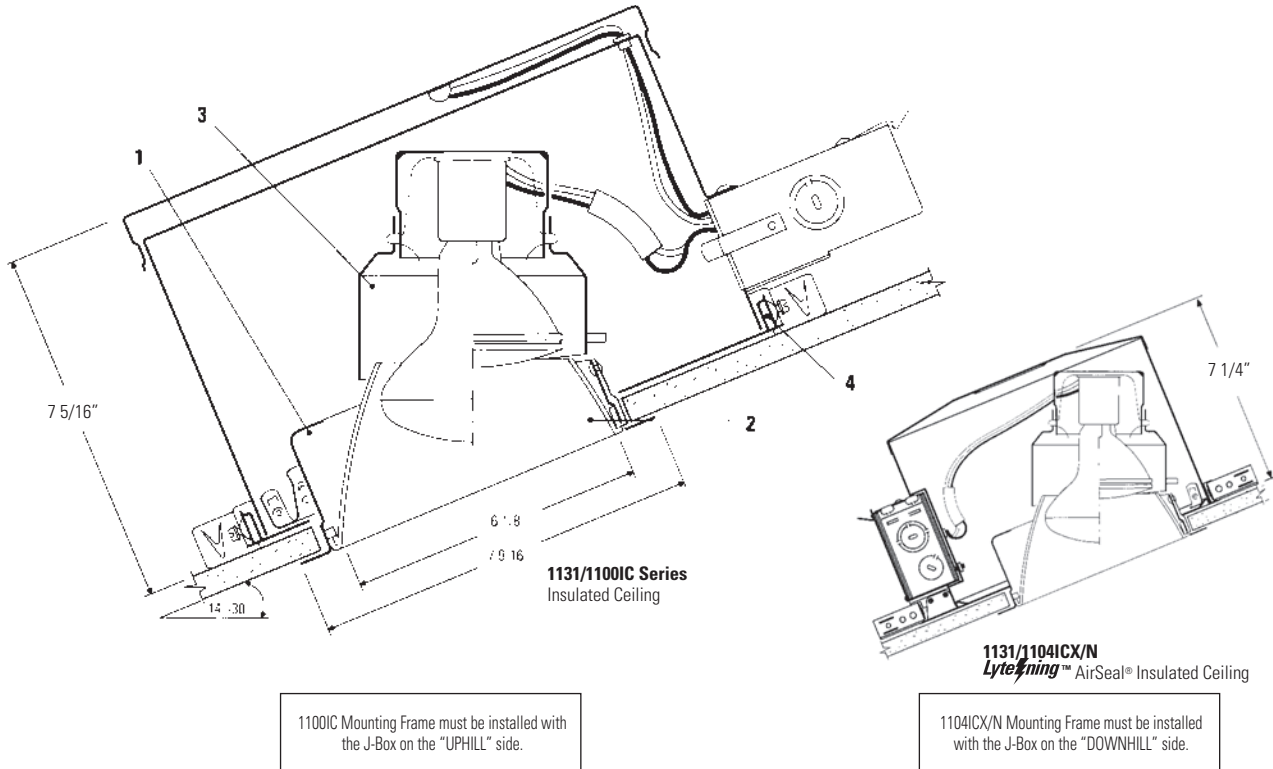 3
1
7 5/16"
4
2
7 1/4"
1131/1100IC Series
Insulated Ceiling
1131/1104ICX/N
Lytening™ AirSeal® Insulated Ceiling
1100IC Mounting Frame must be installed with
the J-Box on the "UPHILL" side.
1104ICX/N Mounting Frame must be installed
with the J-Box on the "DOWNHILL" side.